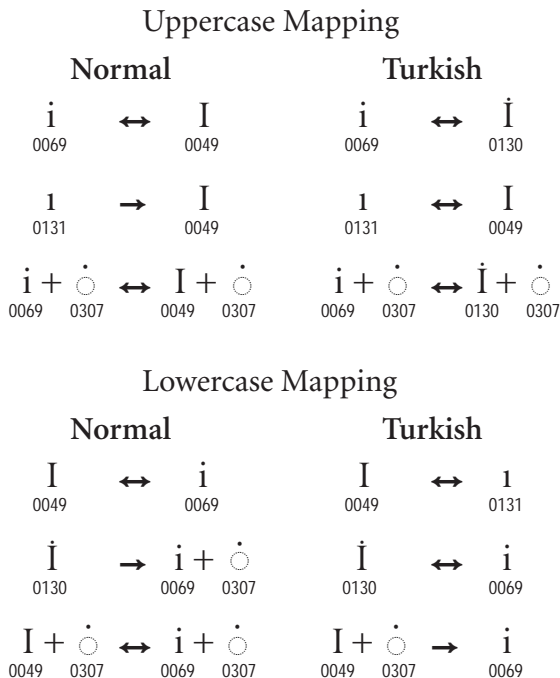 Uppercase Mapping
Normal Turkish
i ↔ I i ↔ İ
0069 0049 0069 0130
ı → I ı ↔ I
0131 0049 0131 0049
i + ◌̇ ↔ I + ◌̇ i + ◌̇ ↔ İ + ◌̇
0069 0307 0049 0307 0069 0307 0130 0307
Lowercase Mapping
Normal Turkish
I ↔ i I ↔ ı
0049 0069 0049 0131
İ → i + ◌̇ İ ↔ i
0130 0069 0307 0130 0069
I + ◌̇ ↔ i + ◌̇ I + ◌̇ → i
0049 0307 0069 0307 0049 0307 0069